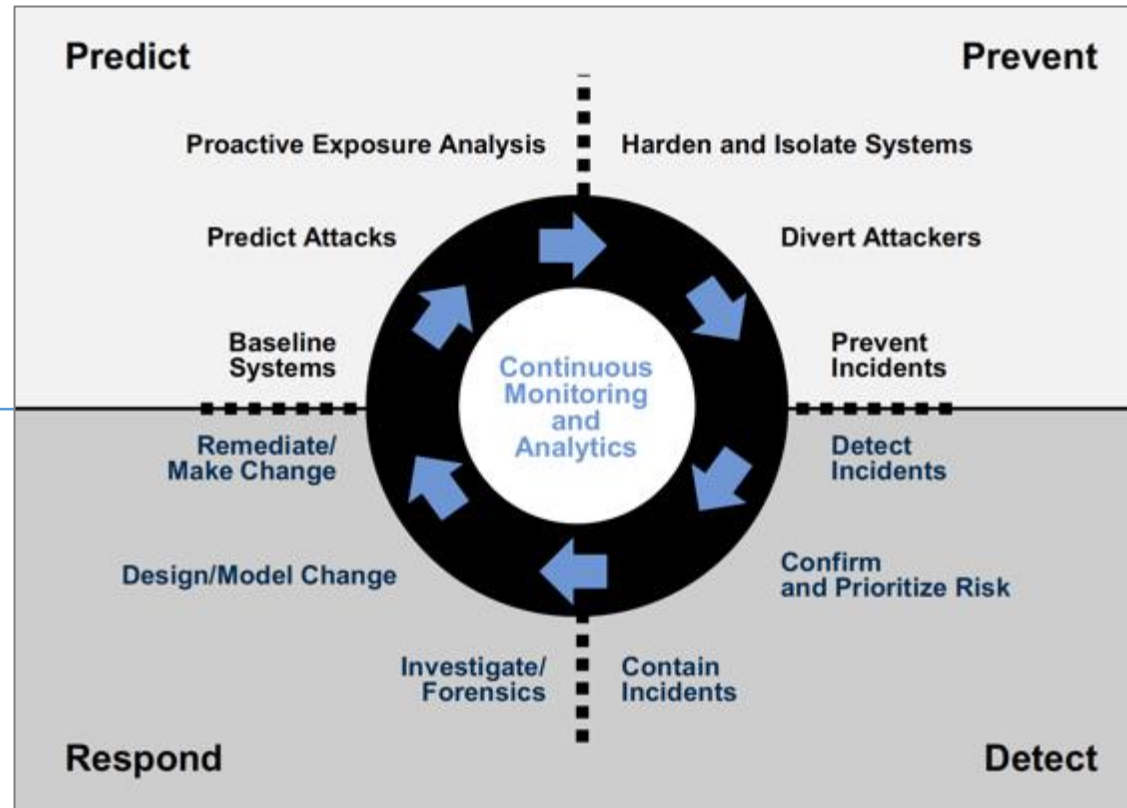 Predict
Prevent
Proactive Exposure Analysis
Harden and Isolate Systems
Predict Attacks
Divert Attackers
Baseline
Systems
Prevent
Incidents
Continuous
Monitoring
and
Analytics
Remediate/
Make Change
Detect
Incidents
Design/Model Change
Confirm
and Prioritize Risk
Investigate/
Forensics
Contain
Incidents
Respond
Detect